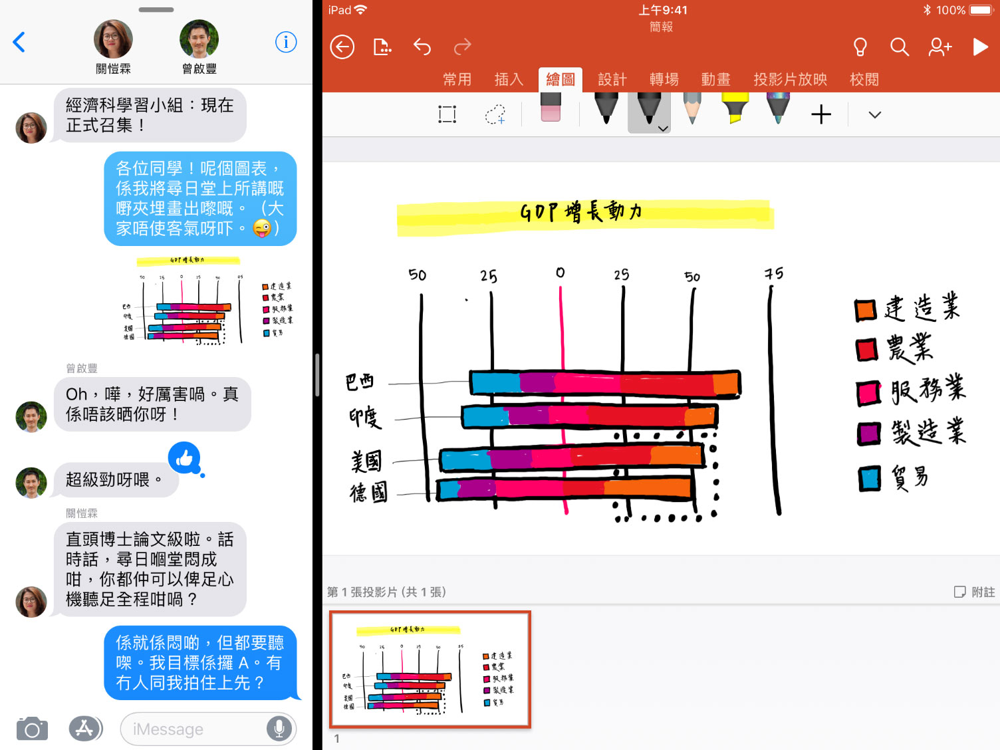 關愷霖
曾啟豐
經濟科學習小組：現在
正式召集！
各位同學！呢個圖表，
係我將尋日堂上所講嘅
嘢夾埋畫出嚟嘅。（大
家唔使客氣呀吓。😜）
GDP增長動力
50 25 0 25 50 75
建造業
農業
服務業
製造業
貿易
巴西
印度
美國
德國
曾啟豐
Oh，嘩，好厲害喎。真
係唔該晒你呀！
超級勁呀喂。
關愷霖
直頭博士論文級啦。話
時話，尋日嗰堂悶成
咁，你都仲可以俾足心
機聽足全程咁喎？
係就係悶啲，但都要聽
㗎。我目標係攞 A。有
冇人同我拍住上先？
iMessage
iPad
上午9:41
100%
簡報
常用 插入 繪圖 設計 轉場 動畫 投影片放映 校閱
GDP增長動力
50 25 0 25 50 75
建造業
農業
服務業
製造業
貿易
巴西
印度
美國
德國
第 1 張投影片 (共 1 張)
附註
GDP增長動力
50 25 0 25 50 75
建造業
農業
服務業
製造業
貿易
巴西
印度
美國
德國
1